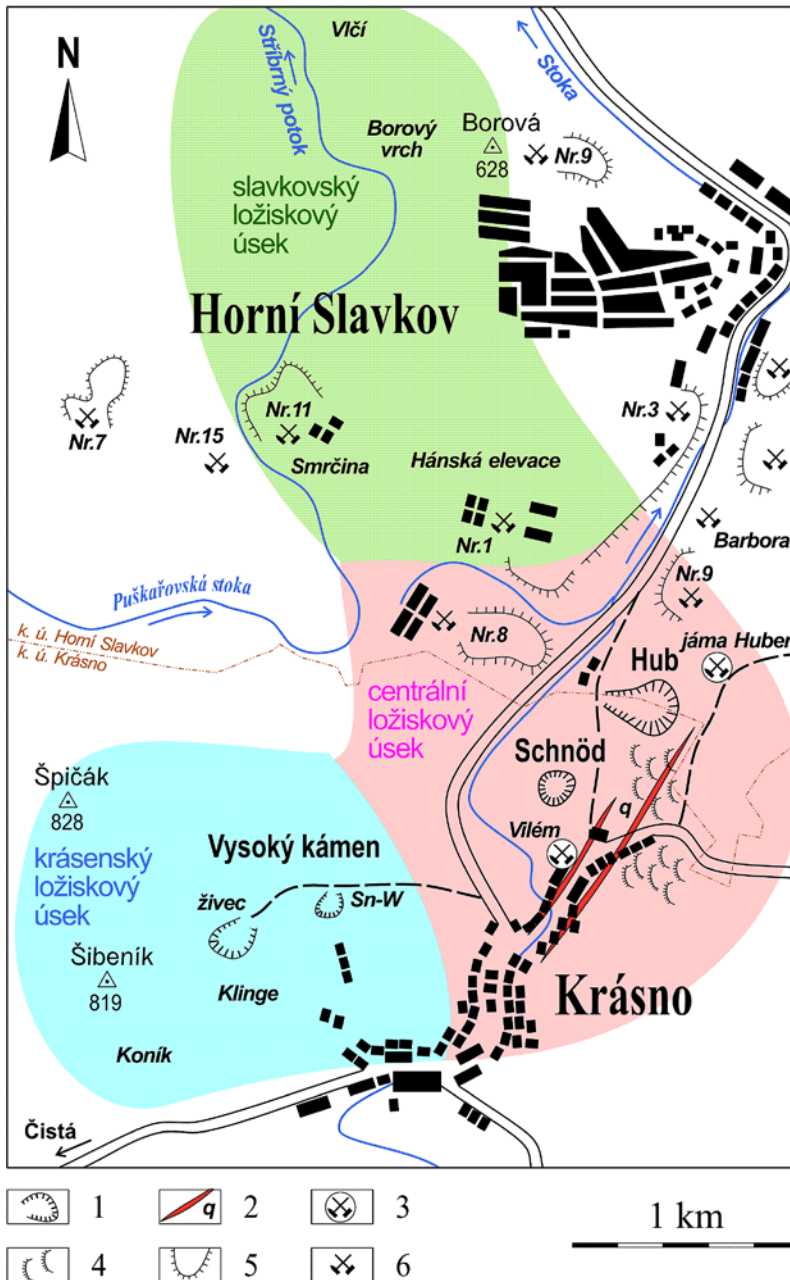 N
Vlčí
Stříbrný potok
Stoka
Borový
vrch
Borová
628
Nr.9
slavkovský
ložiskový
úsek
Horní Slavkov
Nr.7
Nr.15
Nr.11
Smrčina
Nr.3
Hánská elevace
Nr.1
Barbora
Puškařovská stoka
Nr.9
k. ú. Horní Slavkov
k. ú. Krásno
Nr.8
jáma Huber
Hub
centrální
ložiskový
úsek
Schnöd
Špičák
828
q
Vilém
Vysoký kámen
krásenský
ložiskový
úsek
živec
Sn-W
Šibeník
819
Klinge
Krásno
Koník
Čistá
1
q
2
3
1 km
4
5
6